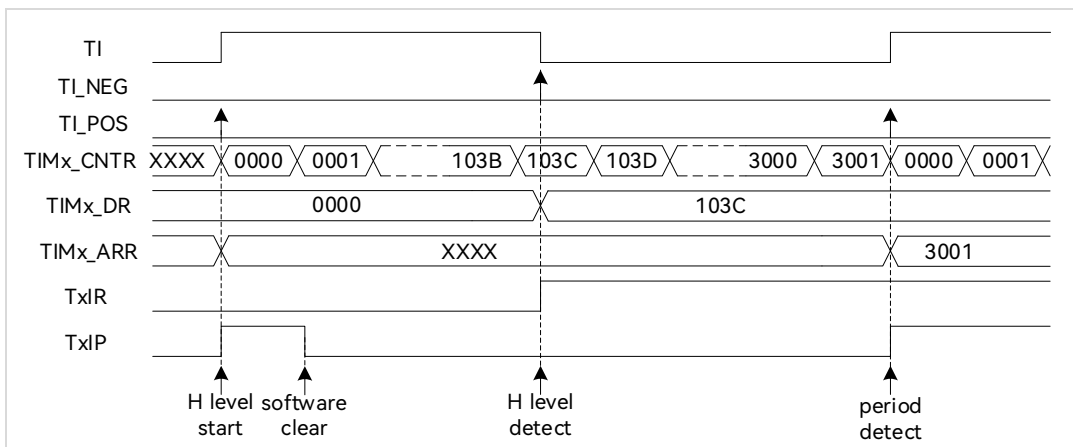 TI
TI_NEG
TI_POS
TIMx_CNTR XXXX 0000 0001 103B 103C 103D 3000 3001 0000 0001
TIMx_DR 0000 103C
TIMx_ARR XXXX 3001
TxIR
TxIP
H level start
software clear
H level detect
period detect